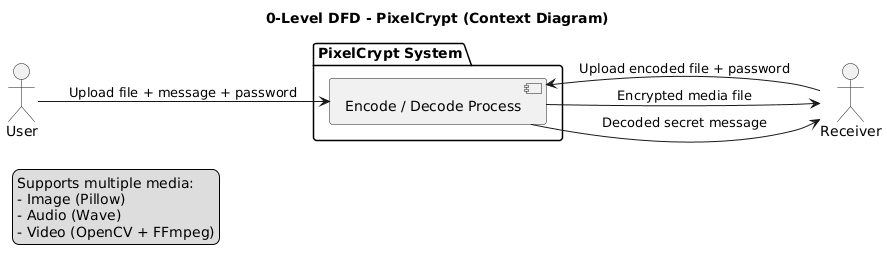 0-Level DFD - PixelCrypt (Context Diagram)
PixelCrypt System
Upload file + message + password
Encode / Decode Process
Upload encoded file + password
Encrypted media file
Decoded secret message
User
Receiver
Supports multiple media:
- Image (Pillow)
- Audio (Wave)
- Video (OpenCV + FFmpeg)